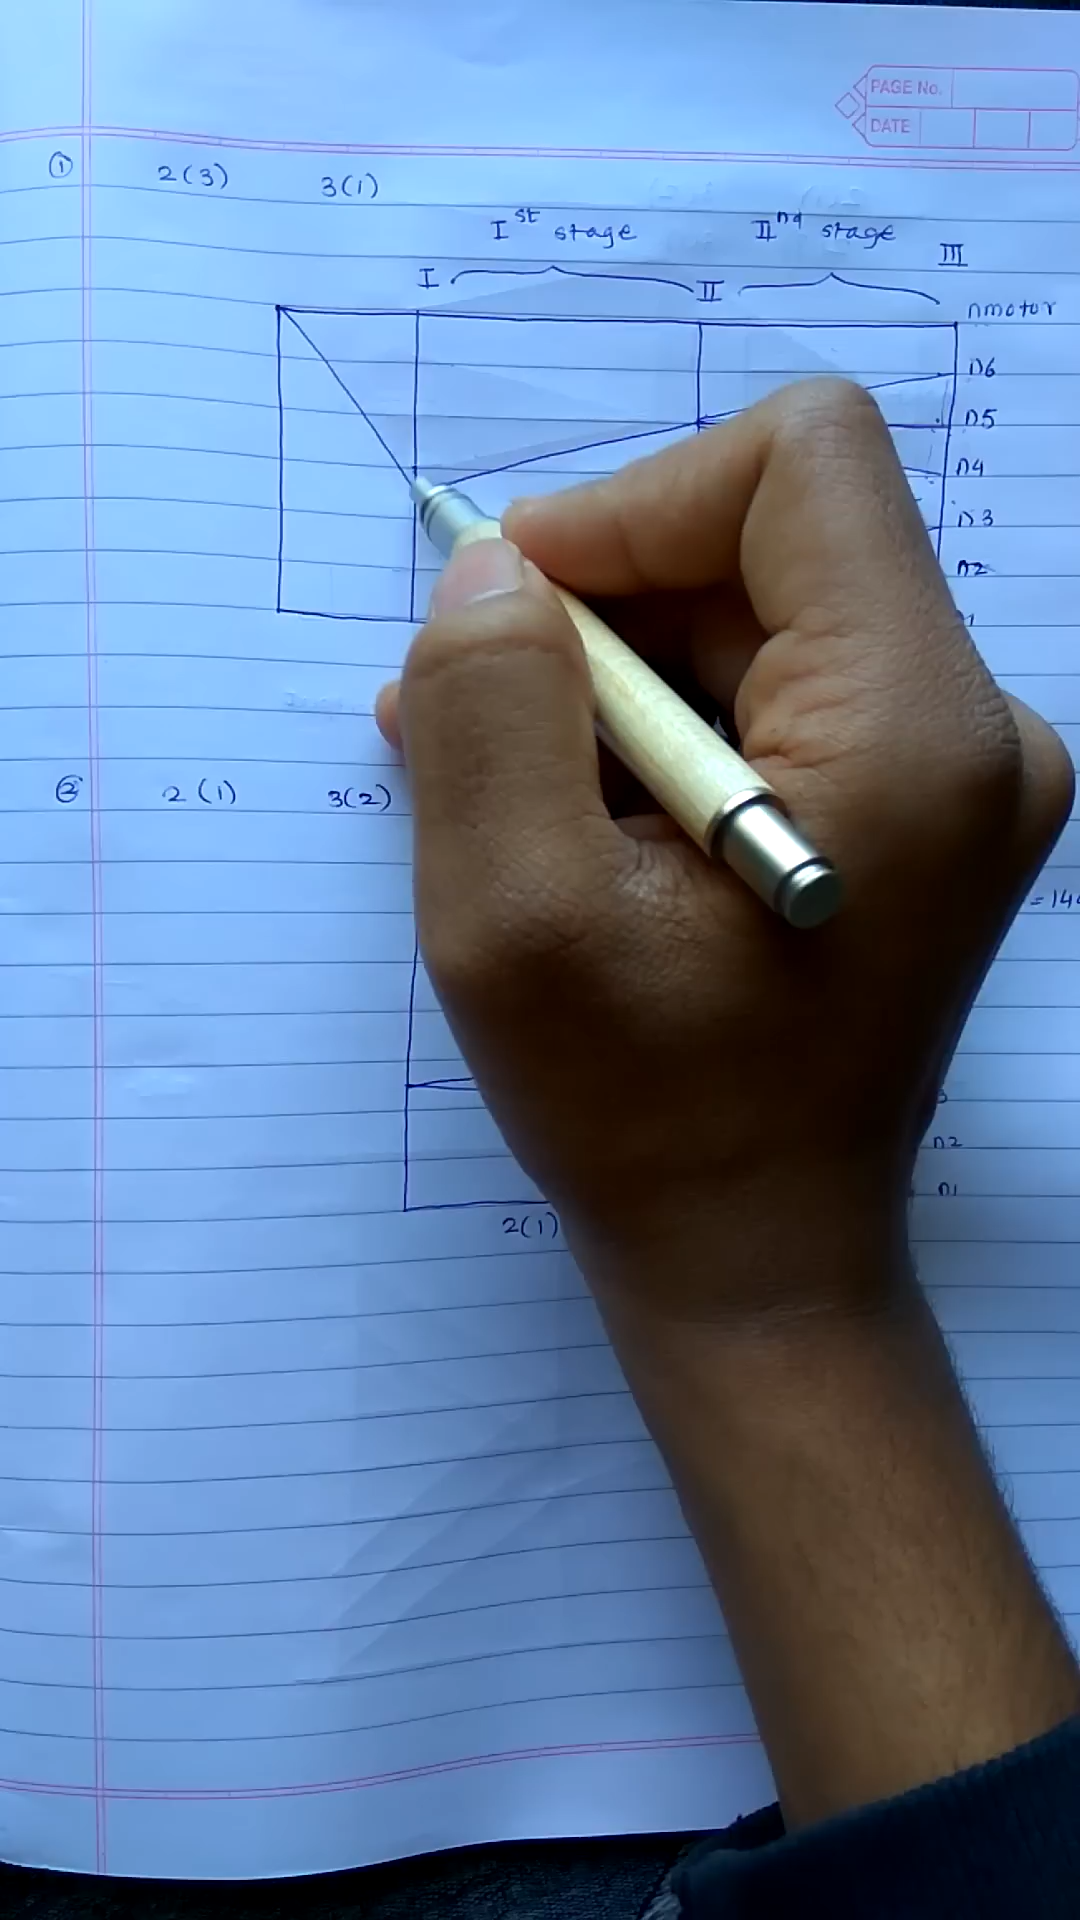 PAGE No.
DATE
① 2(3) 3(1)
Ist stage IInd stage III
I II
nmotor
n6
n5
n4
n3
n2
② 2(1) 3(2)
n2
n1
2(1)